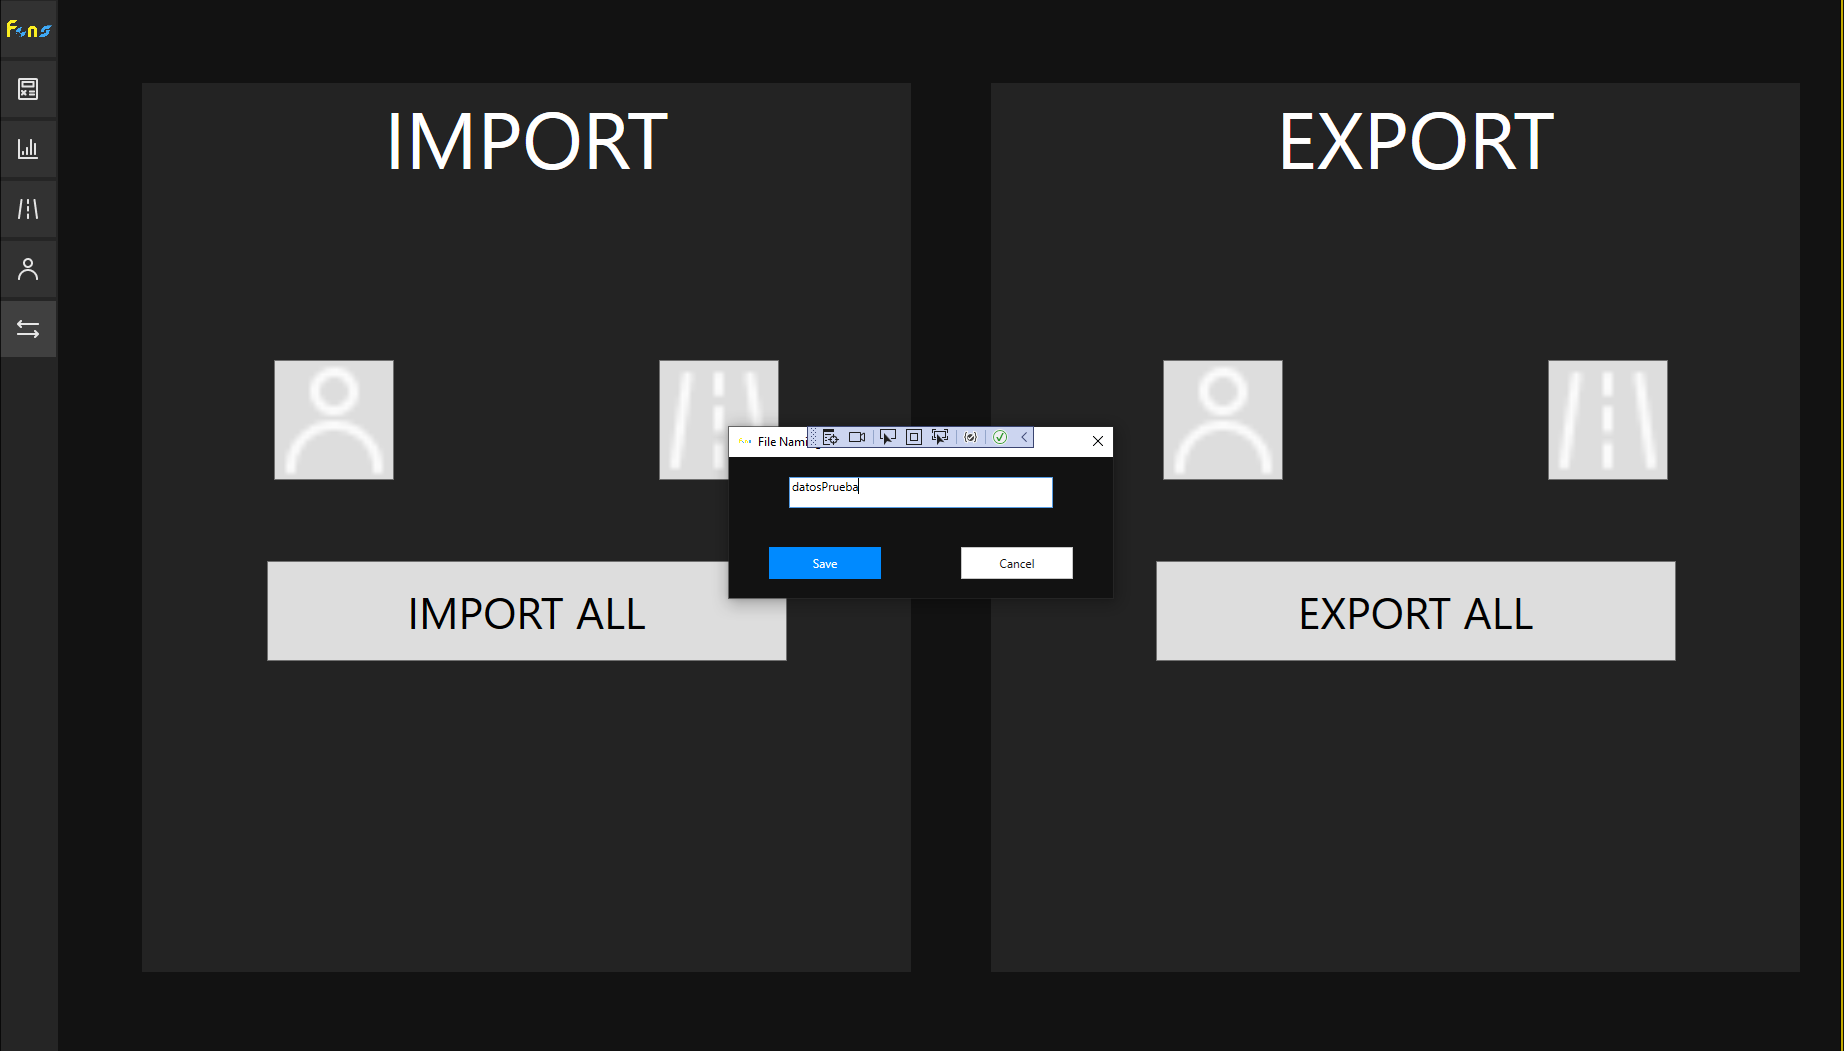 Fons
IMPORT
EXPORT
File Nami
datosPrueba
Save
Cancel
IMPORT ALL
EXPORT ALL